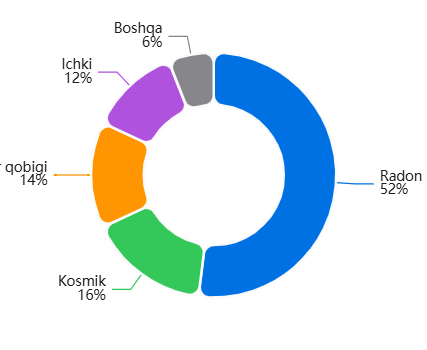 Boshqa
6%
Ichki
12%
r qobigi
14%
Radon
52%
Kosmik
16%